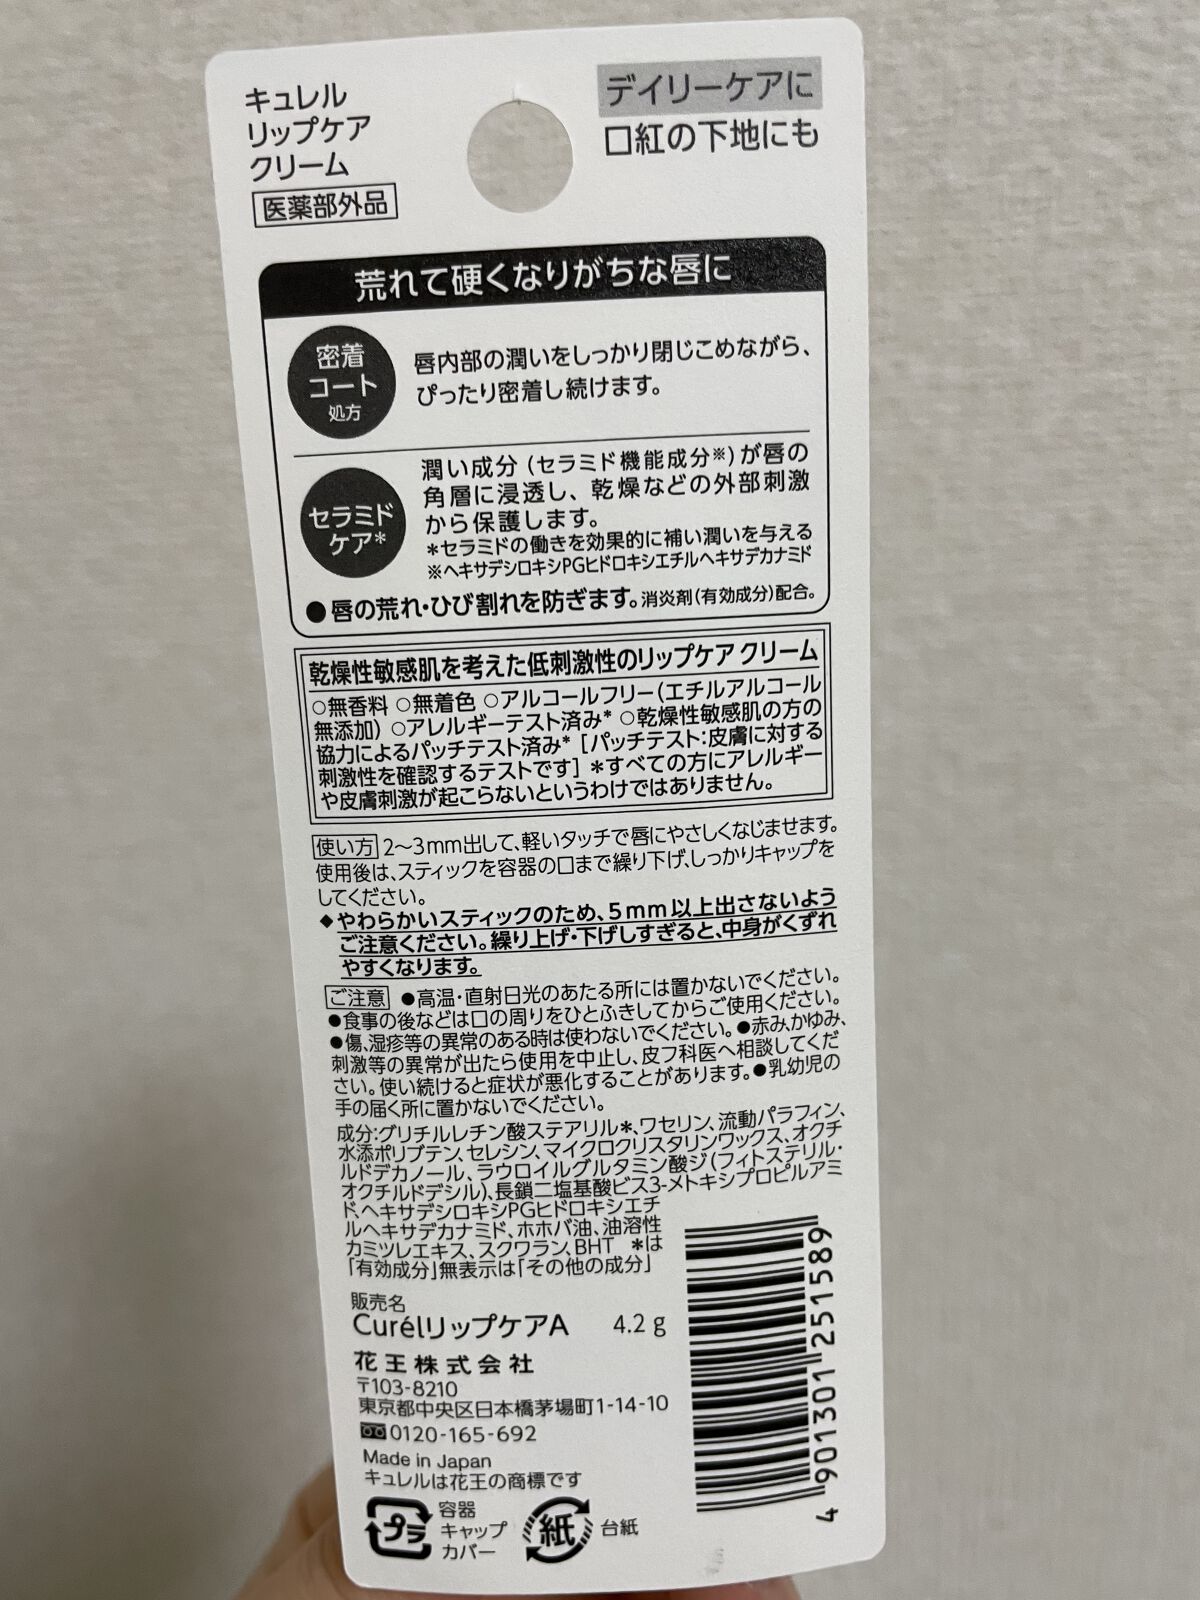 キュレル
リップケア
クリーム
医薬部外品
デイリーケアに
口紅の下地にも
荒れて硬くなりがちな唇に
密着
コート
処方
唇内部の潤いをしっかり閉じこめながら、
ぴったり密着し続けます。
セラミド
ケア*
潤い成分(セラミド機能成分※)が唇の
角層に浸透し、乾燥などの外部刺激
から保護します。
*セラミドの働きを効果的に補い潤いを与える
※ヘキサデシロキシPGヒドロキシエチルヘキサデカナミド
●唇の荒れ・ひび割れを防ぎます。消炎剤(有効成分)配合。
乾燥性敏感肌を考えた低刺激性のリップケア クリーム
○無香料 ○無着色 ○アルコールフリー(エチルアルコール
無添加) ○アレルギーテスト済み* ○乾燥性敏感肌の方の
協力によるパッチテスト済み* [パッチテスト:皮膚に対する
刺激性を確認するテストです] *すべての方にアレルギー
や皮膚刺激が起こらないというわけではありません。
使い方 2〜3mm出して、軽いタッチで唇にやさしくなじませます。
使用後は、スティックを容器の口まで繰り下げ、しっかりキャップを
してください。
◆やわらかいスティックのため、5mm以上出さないよう
ご注意ください。繰り上げ・下げしすぎると、中身がくずれ
やすくなります。
ご注意 ●高温・直射日光のあたる所には置かないでください。
●食事の後などは口の周りをひとふきしてからご使用ください。
●傷、湿疹等の異常のある時は使わないでください。●赤み、かゆみ、
刺激等の異常が出たら使用を中止し、皮フ科医へ相談してくだ
さい。使い続けると症状が悪化することがあります。●乳幼児の
手の届く所に置かないでください。
成分:グリチルレチン酸ステアリル*、ワセリン、流動パラフィン、
水添ポリブテン、セレシン、マイクロクリスタリンワックス、オクチ
ルドデカノール、ラウロイルグルタミン酸ジ(フィトステリル・
オクチルドデシル)、長鎖二塩基酸ビス3-メトキシプロピルアミ
ド、ヘキサデシロキシPGヒドロキシエチ
ルヘキサデカナミド、ホホバ油、油溶性
カミツレエキス、スクワラン、BHT *は
「有効成分」無表示は「その他の成分」
販売名
CurélリップケアA 4.2g
花王株式会社
〒103-8210
東京都中央区日本橋茅場町1-14-10
0120-165-692
Made in Japan
キュレルは花王の商標です
プラ
容器
キャップ
カバー
紙
台紙
4 901301 251589